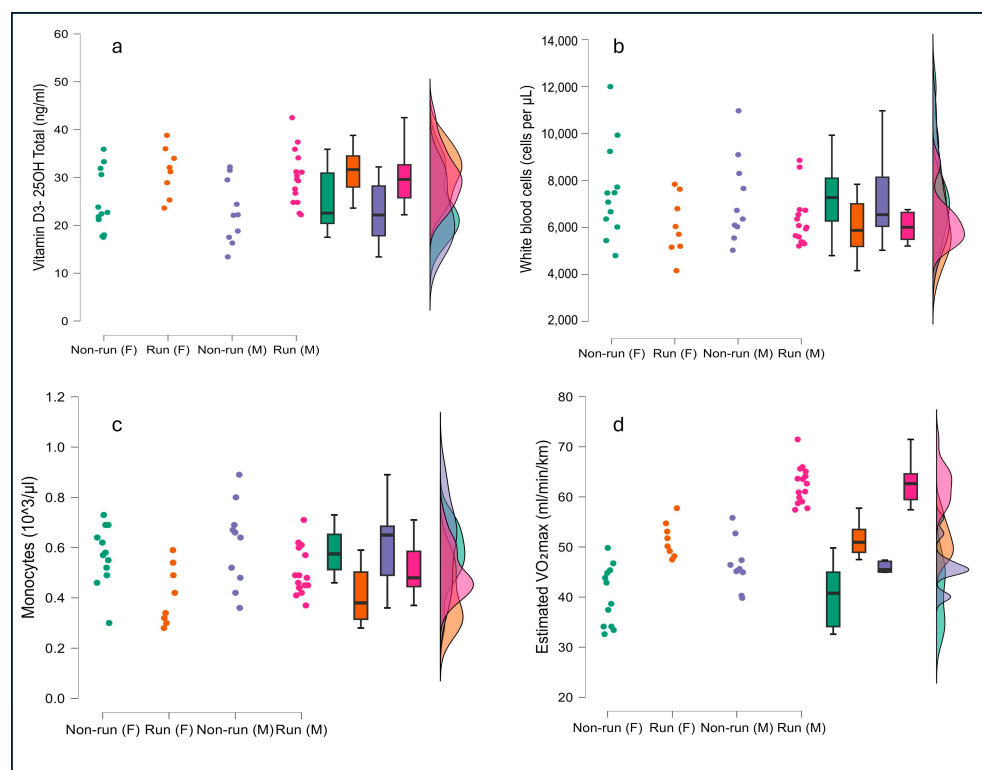 a
Vitamin D3- 25OH Total (ng/ml)
60
50
40
30
20
10
0
Non-run (F) Run (F) Non-run (M) Run (M)
b
White blood cells (cells per µL)
14,000
12,000
10,000
8,000
6,000
4,000
2,000
Non-run (F) Run (F) Non-run (M) Run (M)
c
Monocytes (10^3/µl)
1.2
1.0
0.8
0.6
0.4
0.2
0.0
Non-run (F) Run (F) Non-run (M) Run (M)
d
Estimated VO₂max (ml/min/km)
80
70
60
50
40
30
20
Non-run (F) Run (F) Non-run (M) Run (M)